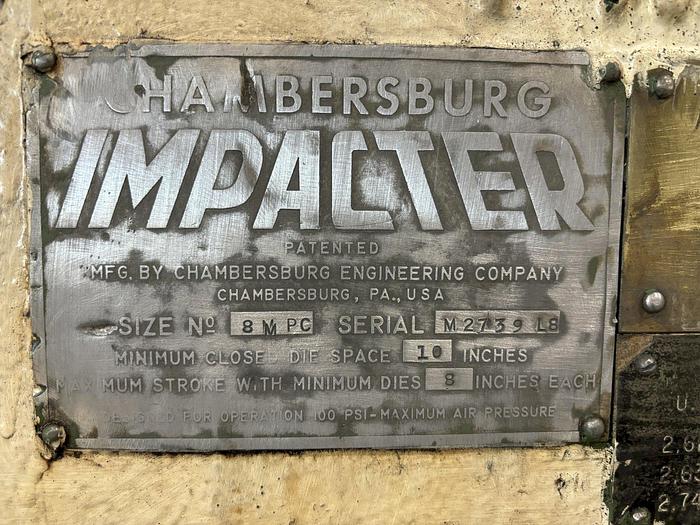 CHAMBERSBURG
IMPACTER
PATENTED
MFG. BY CHAMBERSBURG ENGINEERING COMPANY
CHAMBERSBURG, PA., USA
SIZE Nº 8 M PC SERIAL M2739 L8
MINIMUM CLOSE DIE SPACE 10 INCHES
MAXIMUM STROKE WITH MINIMUM DIES 8 INCHES EACH
DESIGNED FOR OPERATION 100 PSI-MAXIMUM AIR PRESSURE
U